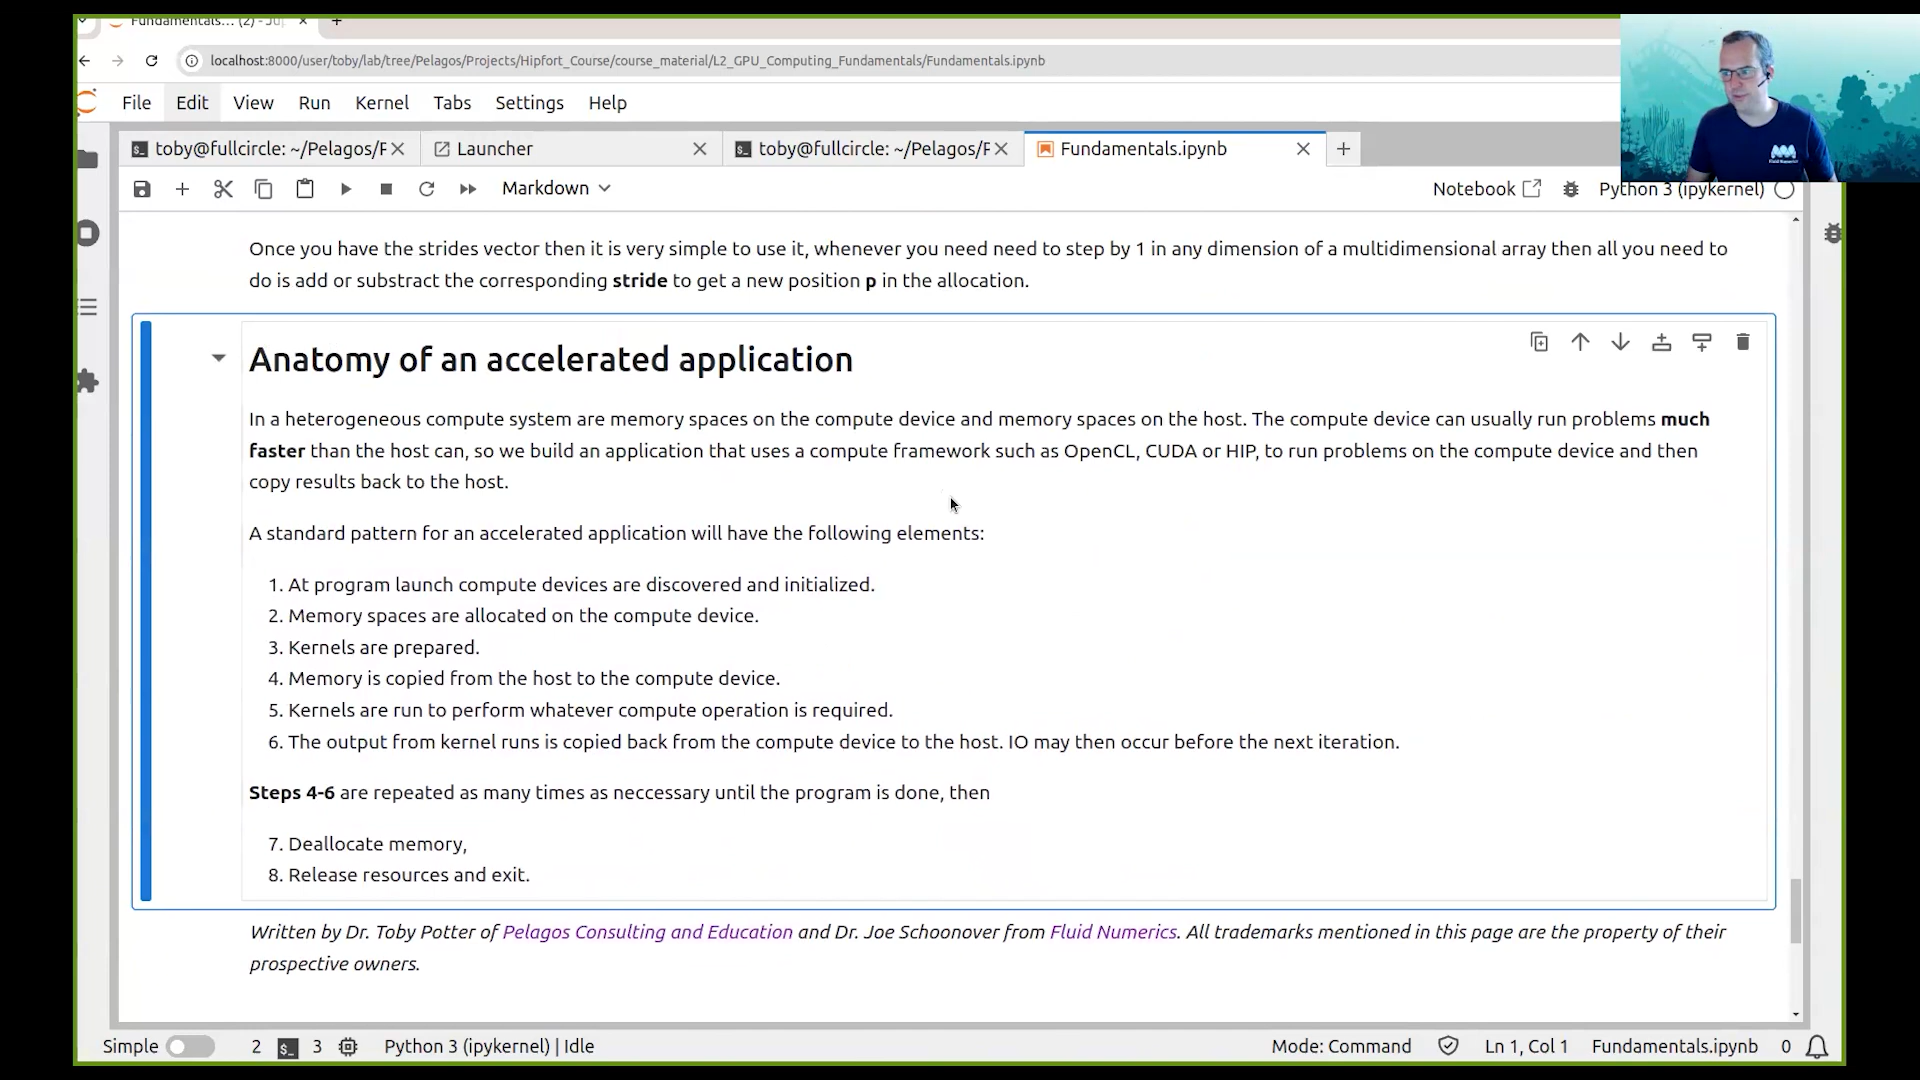 Fundamentals... (2) - Ju
localhost:8000/user/toby/lab/tree/Pelagos/Projects/Hipfort_Course/course_material/L2_GPU_Computing_Fundamentals/Fundamentals.ipynb
File Edit View Run Kernel Tabs Settings Help
toby@fullcircle: ~/Pelagos/F Launcher toby@fullcircle: ~/Pelagos/F Fundamentals.ipynb
Markdown Notebook Python 3 (ipykernel)
Fluid Numerics
Once you have the strides vector then it is very simple to use it, whenever you need need to step by 1 in any dimension of a multidimensional array then all you need to
do is add or substract the corresponding stride to get a new position p in the allocation.
Anatomy of an accelerated application
In a heterogeneous compute system are memory spaces on the compute device and memory spaces on the host. The compute device can usually run problems much
faster than the host can, so we build an application that uses a compute framework such as OpenCL, CUDA or HIP, to run problems on the compute device and then
copy results back to the host.
A standard pattern for an accelerated application will have the following elements:
1. At program launch compute devices are discovered and initialized.
2. Memory spaces are allocated on the compute device.
3. Kernels are prepared.
4. Memory is copied from the host to the compute device.
5. Kernels are run to perform whatever compute operation is required.
6. The output from kernel runs is copied back from the compute device to the host. IO may then occur before the next iteration.
Steps 4-6 are repeated as many times as neccessary until the program is done, then
7. Deallocate memory,
8. Release resources and exit.
Written by Dr. Toby Potter of Pelagos Consulting and Education and Dr. Joe Schoonover from Fluid Numerics. All trademarks mentioned in this page are the property of their
prospective owners.
Simple 2 3 Python 3 (ipykernel) | Idle Mode: Command Ln 1, Col 1 Fundamentals.ipynb 0